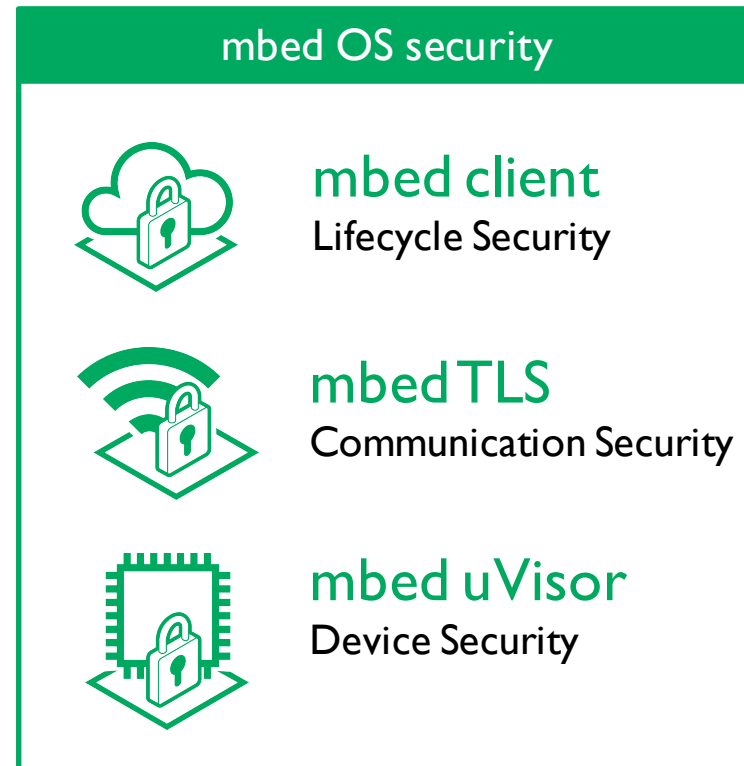 mbed OS security
mbed client
Lifecycle Security
mbed TLS
Communication Security
mbed uVisor
Device Security